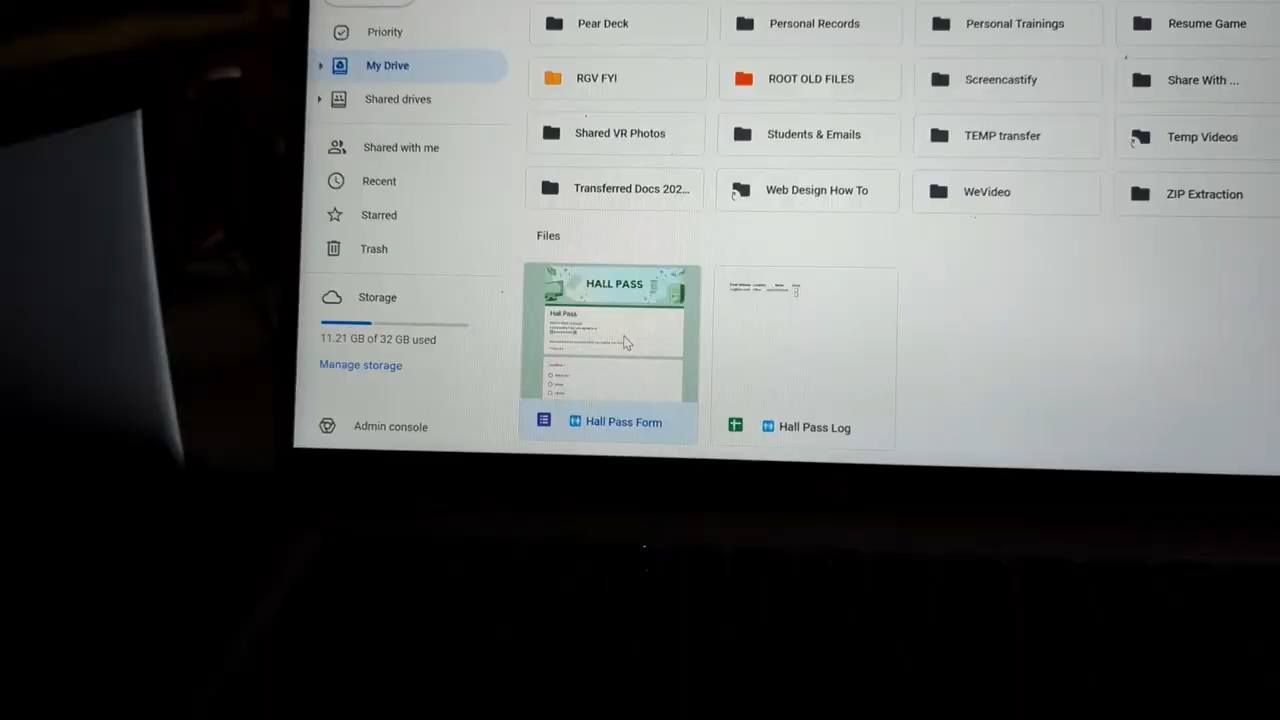 Priority
My Drive
Shared drives
Shared with me
Recent
Starred
Trash
Storage
11.21 GB of 32 GB used
Manage storage
Admin console
Pear Deck
Personal Records
Personal Trainings
Resume Game
RGV FYI
ROOT OLD FILES
Screencastify
Share With ...
Shared VR Photos
Students & Emails
TEMP transfer
Temp Videos
Transferred Docs 202...
Web Design How To
WeVideo
ZIP Extraction
Files
HALL PASS
Hall Pass
Hall Pass Form
Hall Pass Log